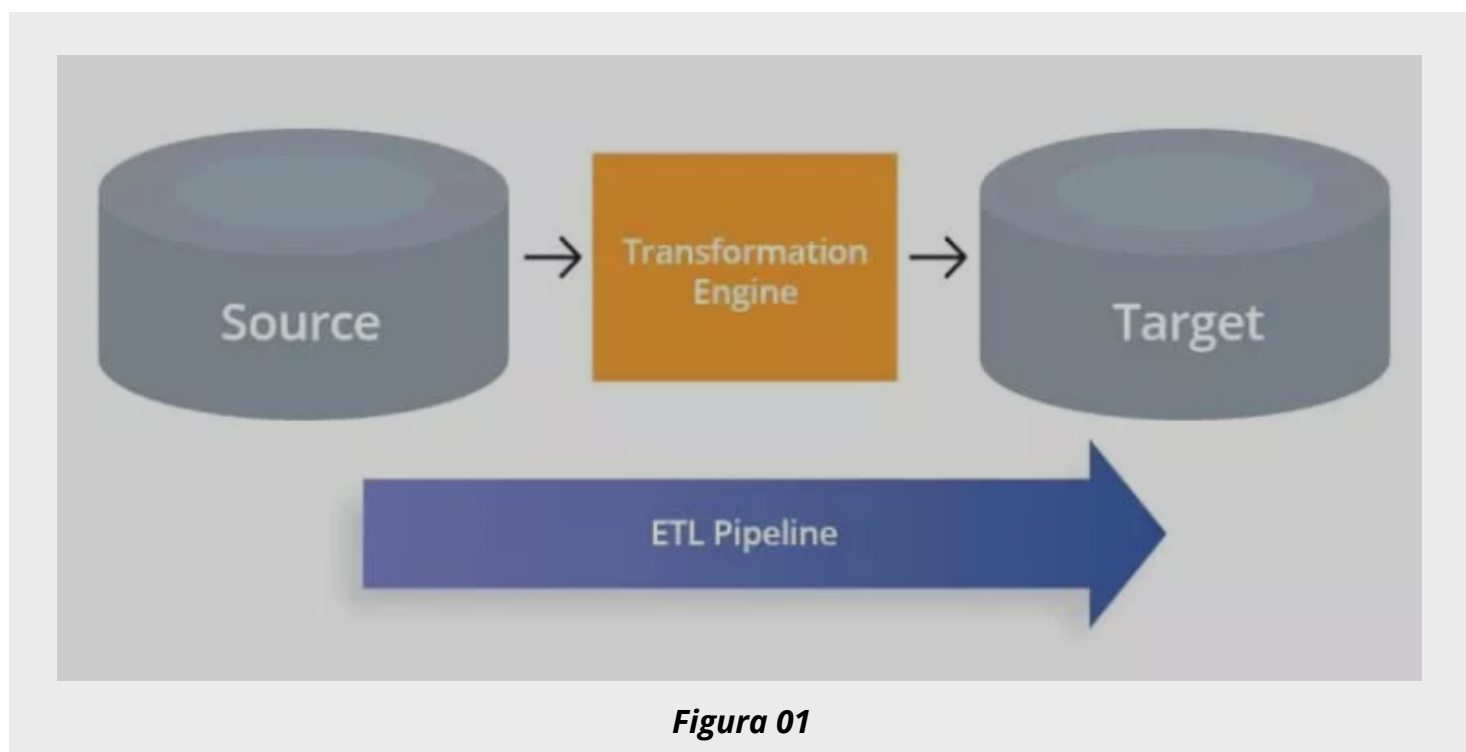 Source
Transformation
Engine
Target
ETL Pipeline
Figura 01